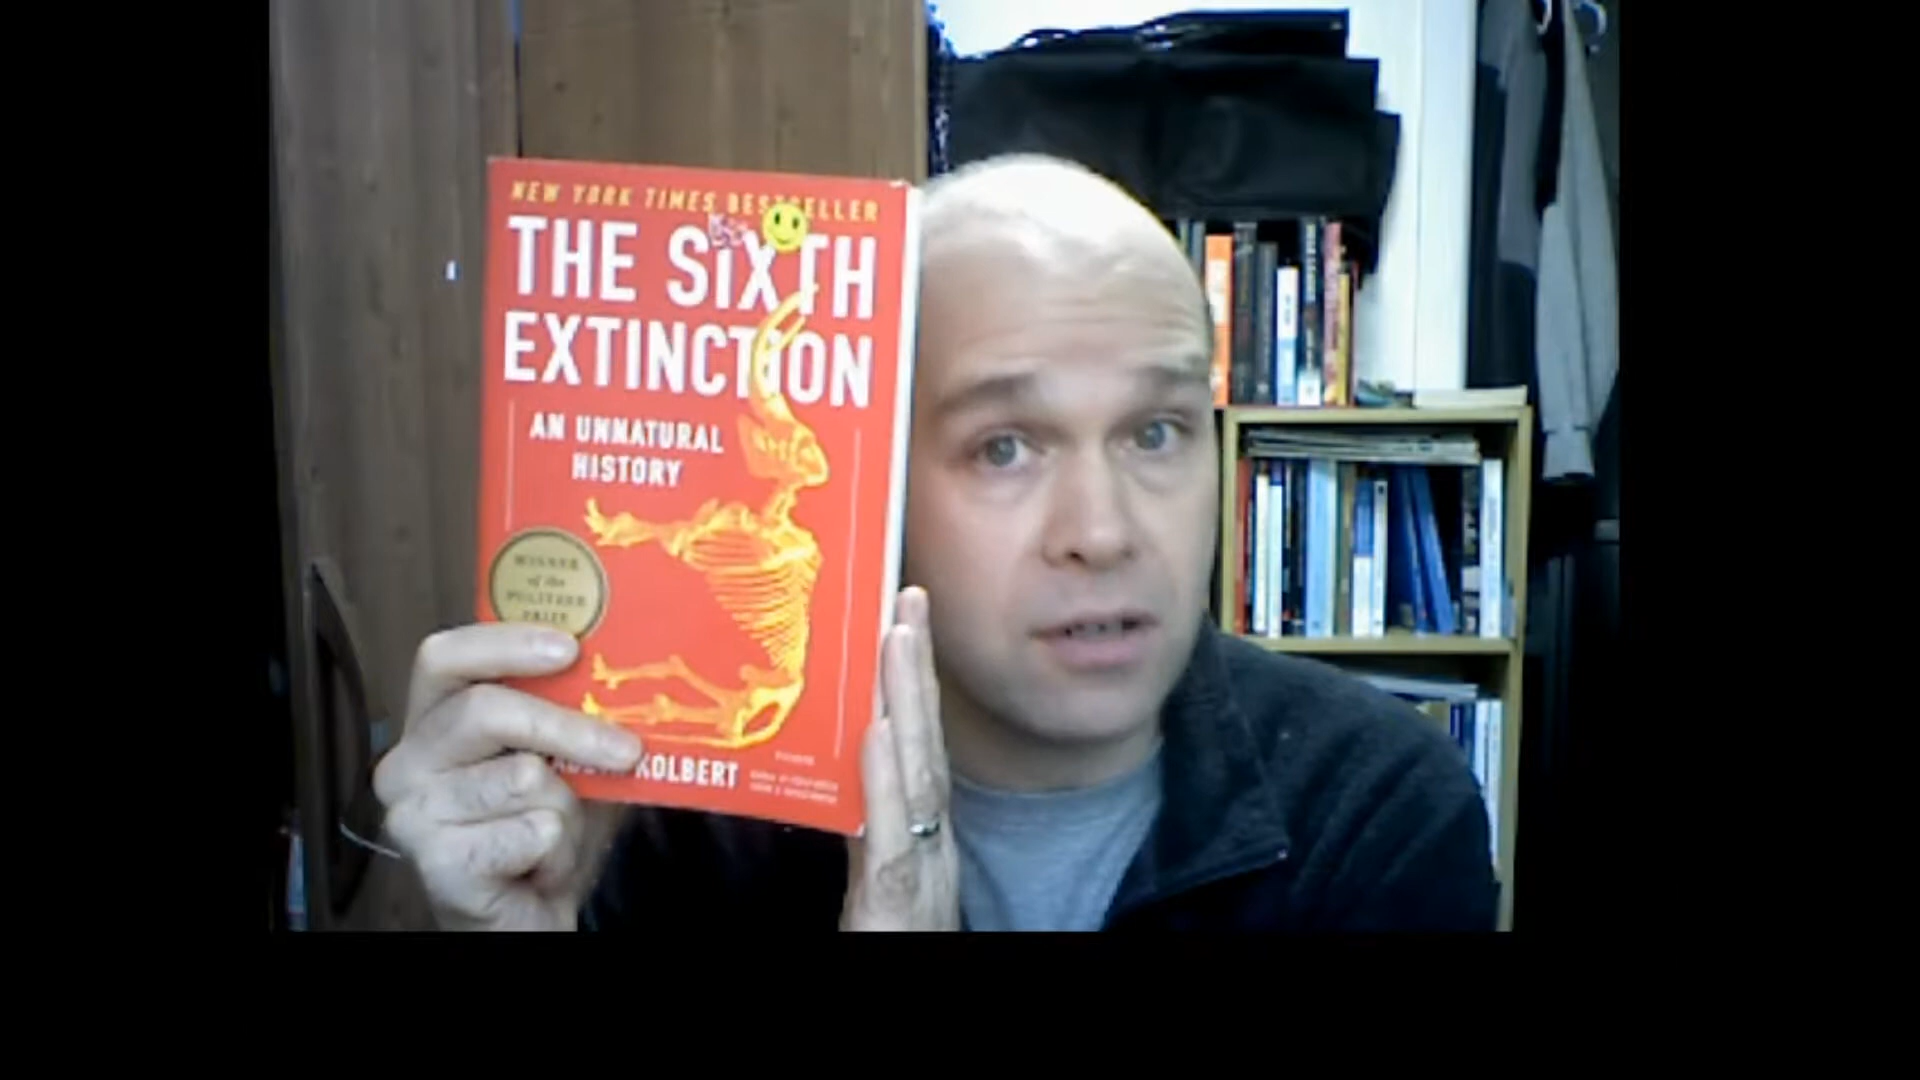 NEW YORK TIMES BESTSELLER
THE SiXTH
EXTINCTION
AN UNNATURAL
HISTORY
WINNER
of the
PULITZER
PRIZE
KOLBERT